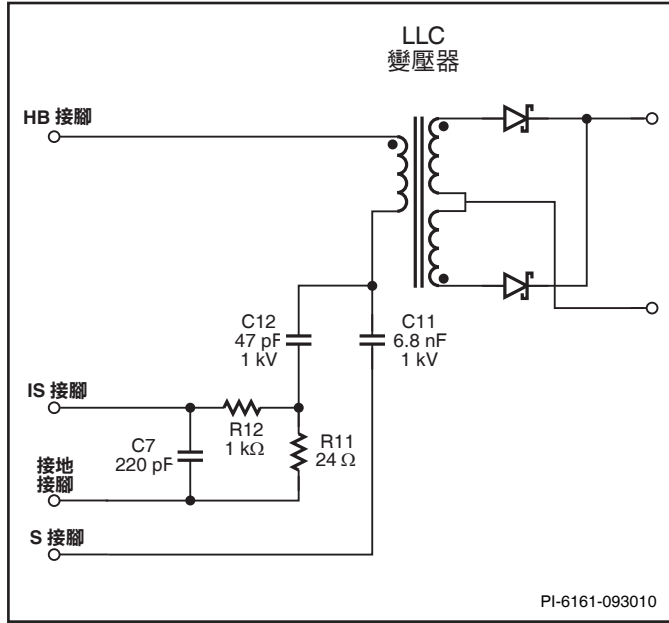 LLC
變壓器
HB 接腳
C12
47 pF
1 kV
C11
6.8 nF
1 kV
IS 接腳
R12
1 kΩ
C7
220 pF
R11
24 Ω
接地
接腳
S 接腳
PI-6161-093010